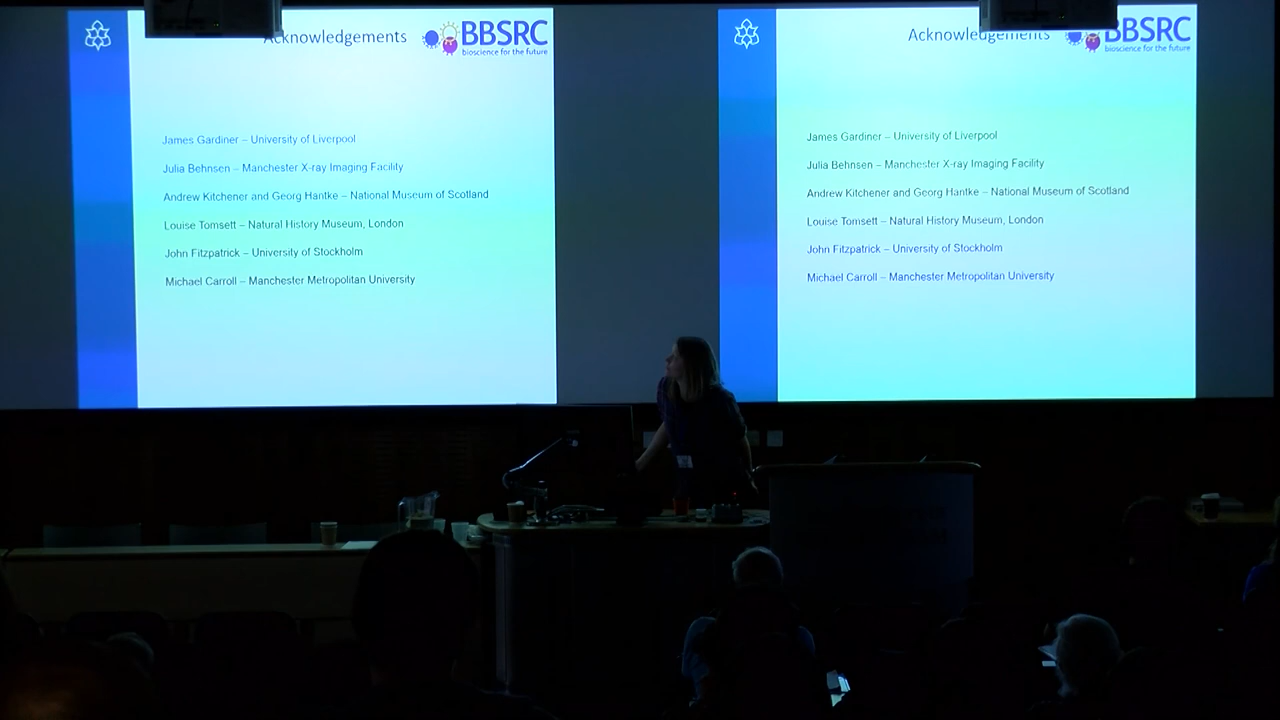 Acknowledgements
BBSRC
bioscience for the future
James Gardiner – University of Liverpool
Julia Behnsen – Manchester X-ray Imaging Facility
Andrew Kitchener and Georg Hantke – National Museum of Scotland
Louise Tomsett – Natural History Museum, London
John Fitzpatrick – University of Stockholm
Michael Carroll – Manchester Metropolitan University
Acknowledgements
BBSRC
bioscience for the future
James Gardiner – University of Liverpool
Julia Behnsen – Manchester X-ray Imaging Facility
Andrew Kitchener and Georg Hantke – National Museum of Scotland
Louise Tomsett – Natural History Museum, London
John Fitzpatrick – University of Stockholm
Michael Carroll – Manchester Metropolitan University